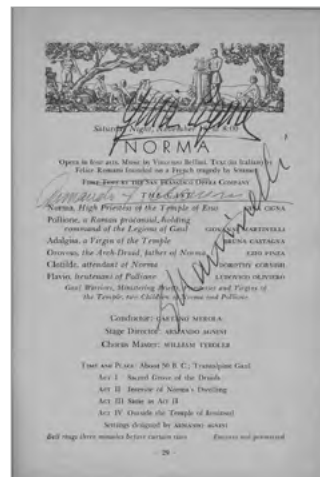 Gina Cigna
Saturday Night, November at 8:00
NORMA
Opera in four acts. Music by Vincenzo Bellini. Text (in Italian) by
Felice Romani founded on a French tragedy by
FIRST TIME BY THE SAN FRANCISCO OPERA COMPANY
THE CAST
Norma, High Priestess of the Temple of Esus GINA CIGNA
Pollione, a Roman proconsul, holding
command of the Legions of Gaul GIOVANNI MARTINELLI
Adalgisa, a Virgin of the Temple BRUNA CASTAGNA
Oroveso, the Arch-Druid, father of Norma EZIO PINZA
Clotilde, attendant of Norma DOROTHY CORNISH
Flavio, lieutenant of Pollione LUDOVICO OLIVIERO
Gaul Warriors, Ministering Priests, Priestesses and Virgins of
the Temple, two Children of Norma and Pollione
Conductor: GAETANO MEROLA
Stage Director: ARMANDO AGNINI
Chorus Master: WILLIAM TYROLER
TIME AND PLACE: About 50 B. C.; Transalpine Gaul
ACT I Sacred Grove of the Druids
ACT II Interior of Norma's Dwelling
ACT III Same as Act II
ACT IV Outside the Temple of Irminsul
Settings designed by ARMANDO AGNINI
Bell rings three minutes before curtain rises Encores not permitted
- 29 -